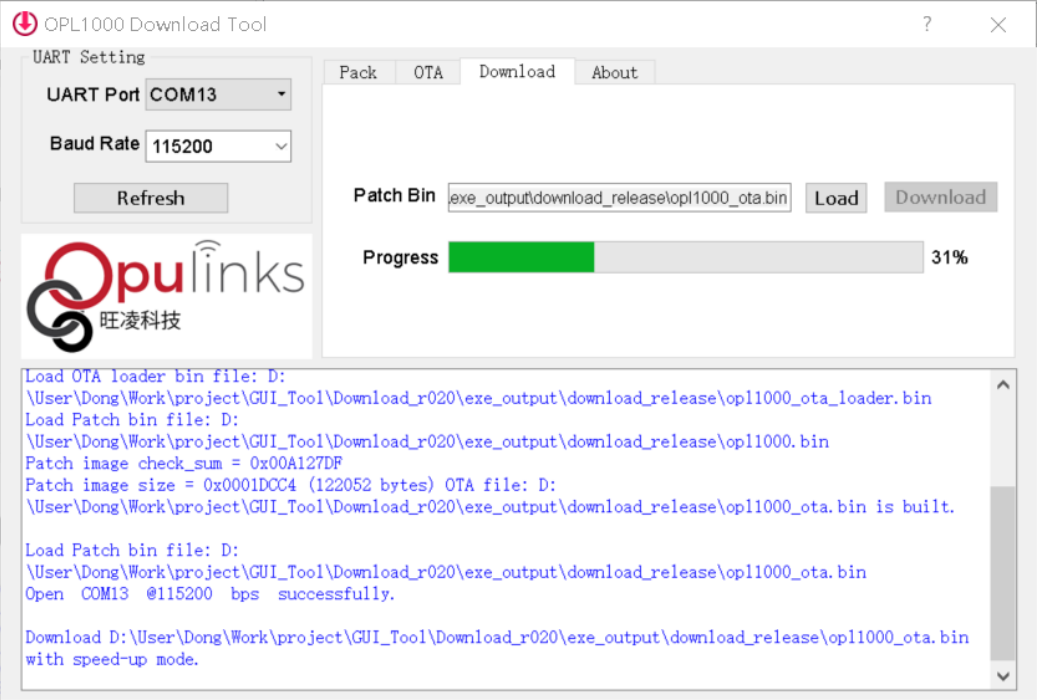 OPL1000 Download Tool
?
UART Setting
UART Port COM13
Baud Rate 115200
Refresh
Opulinks
旺凌科技
Pack OTA Download About
Patch Bin .exe_output\download_release\opl1000_ota.bin Load Download
Progress 31%
Load OTA loader bin file: D:
\User\Dong\Work\project\GUI_Tool\Download_r020\exe_output\download_release\opl1000_ota_loader.bin
Load Patch bin file: D:
\User\Dong\Work\project\GUI_Tool\Download_r020\exe_output\download_release\opl1000.bin
Patch image check_sum = 0x00A127DF
Patch image size = 0x0001DCC4 (122052 bytes) OTA file: D:
\User\Dong\Work\project\GUI_Tool\Download_r020\exe_output\download_release\opl1000_ota.bin is built.
Load Patch bin file: D:
\User\Dong\Work\project\GUI_Tool\Download_r020\exe_output\download_release\opl1000_ota.bin
Open COM13 @115200 bps successfully.
Download D:\User\Dong\Work\project\GUI_Tool\Download_r020\exe_output\download_release\opl1000_ota.bin
with speed-up mode.